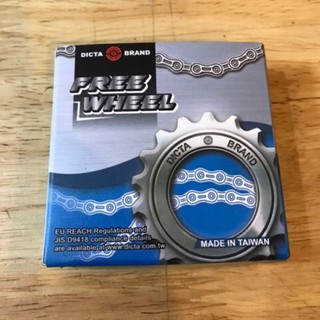 DICTA BRAND
FREE
WHEEL
DICTA BRAND
MADE IN TAIWAN
EU REACH Regulations and
JIS D9418 compliance details
are available at www.dicta.com.tw